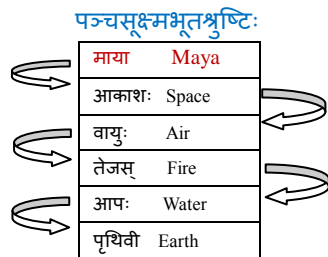 पञ्चसूक्ष्मभूतश्रुष्टिः
माया Maya
आकाशः Space
वायुः Air
तेजस् Fire
आपः Water
पृथिवी Earth